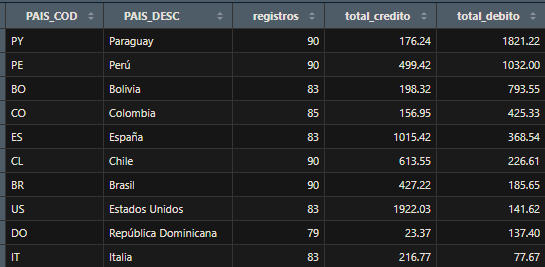 PAIS_COD PAIS_DESC registros total_credito total_debito
PY Paraguay 90 176.24 1821.22
PE Perú 90 499.42 1032.00
BO Bolivia 83 198.32 793.55
CO Colombia 85 156.95 425.33
ES España 83 1015.42 368.54
CL Chile 90 613.55 226.61
BR Brasil 90 427.22 185.65
US Estados Unidos 83 1922.03 141.62
DO República Dominicana 79 23.37 137.40
IT Italia 83 216.77 77.67